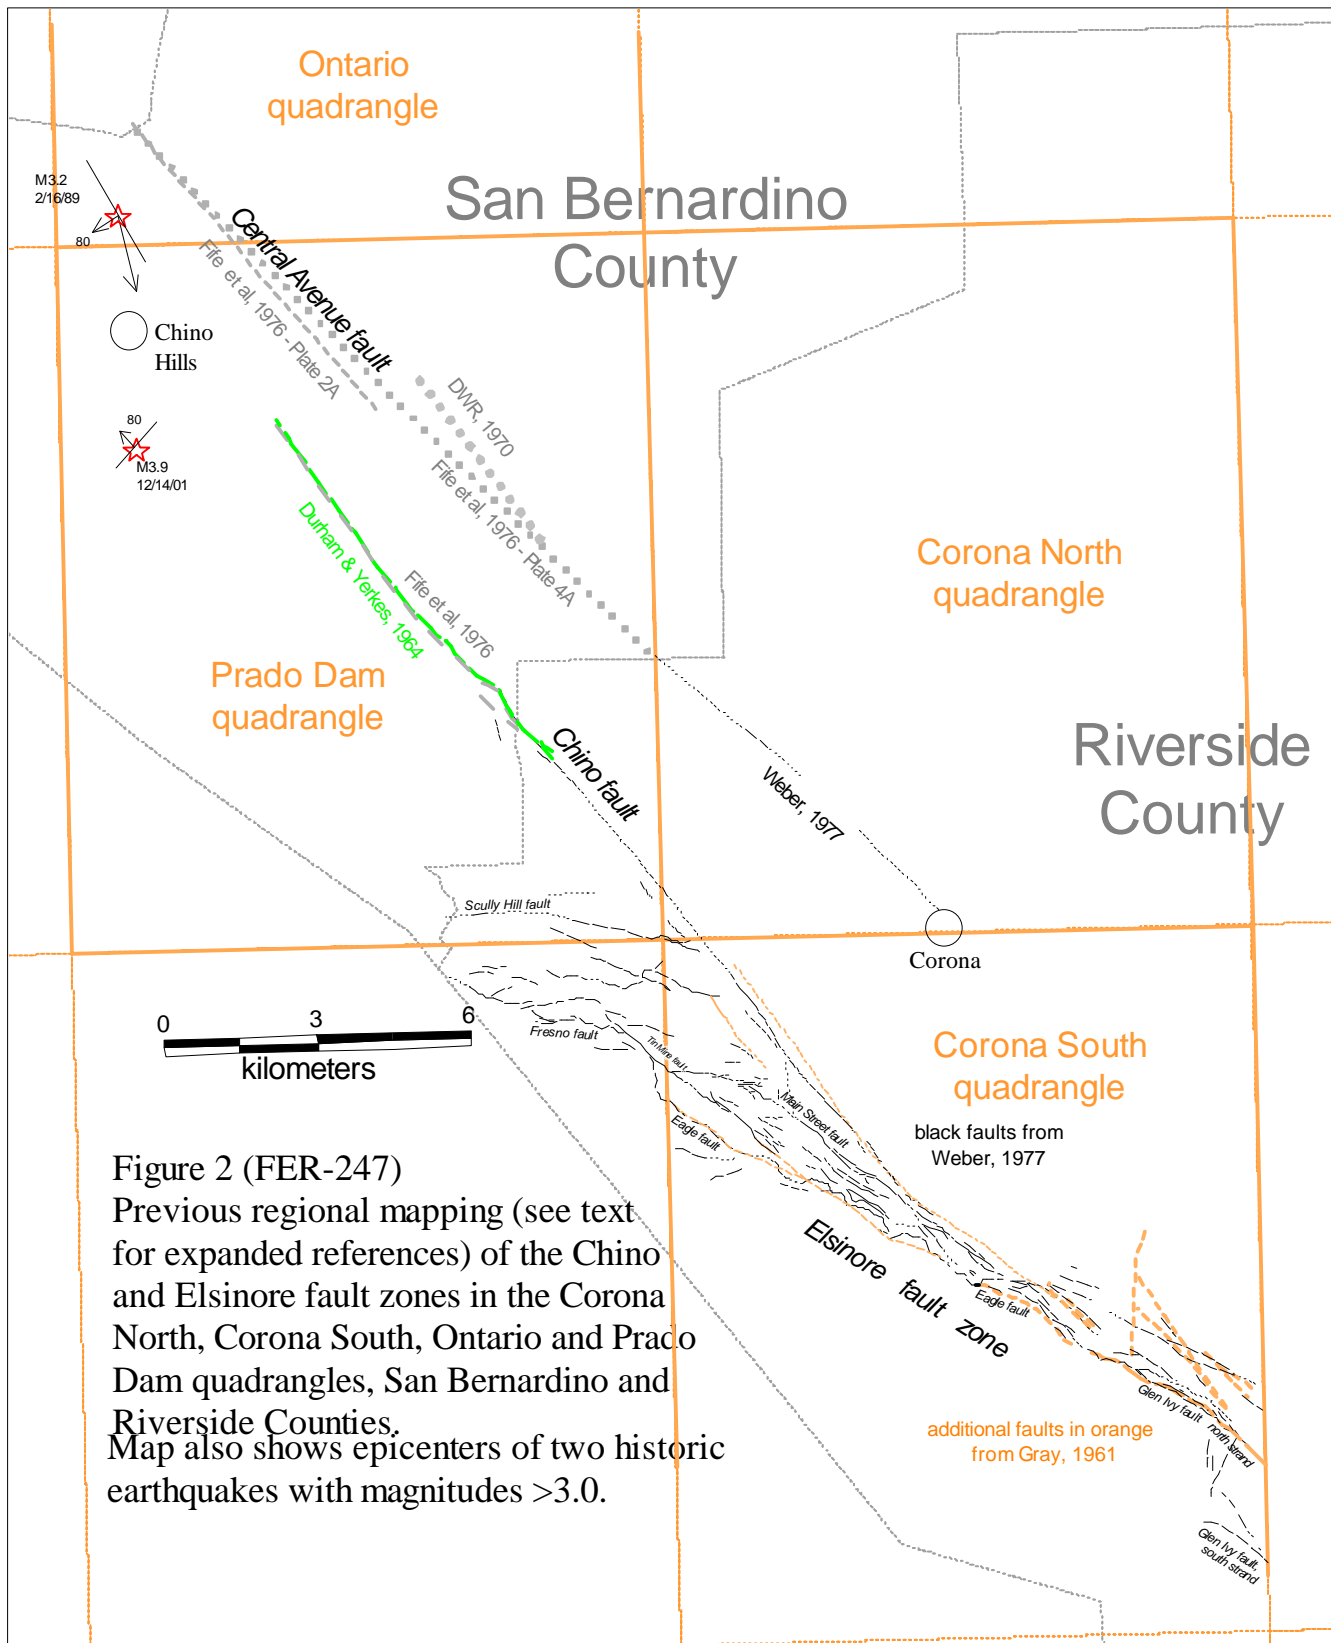 Ontario
quadrangle
San Bernardino
County
M3.2
2/16/89
80
Central Avenue fault
Fife et al, 1976 - Plate 2A
Chino
Hills
DWR, 1970
Fife et al, 1976 - Plate 4A
80
M3.9
12/14/01
Durham & Yerkes, 1964
Fife et al, 1976
Corona North
quadrangle
Prado Dam
quadrangle
Chino fault
Riverside
County
Weber, 1977
Scully Hill fault
Corona
0
3
6
kilometers
Fresno fault
Tin Mine fault
Corona South
quadrangle
Main Street fault
Eage fault
black faults from
Weber, 1977
Figure 2 (FER-247)
Previous regional mapping (see text
for expanded references) of the Chino
and Elsinore fault zones in the Corona
North, Corona South, Ontario and Prado
Dam quadrangles, San Bernardino and
Riverside Counties.
Map also shows epicenters of two historic
earthquakes with magnitudes >3.0.
Elsinore fault zone
Eage fault
Glen Ivy fault
north strand
additional faults in orange
from Gray, 1961
Glen Ivy fault,
south strand